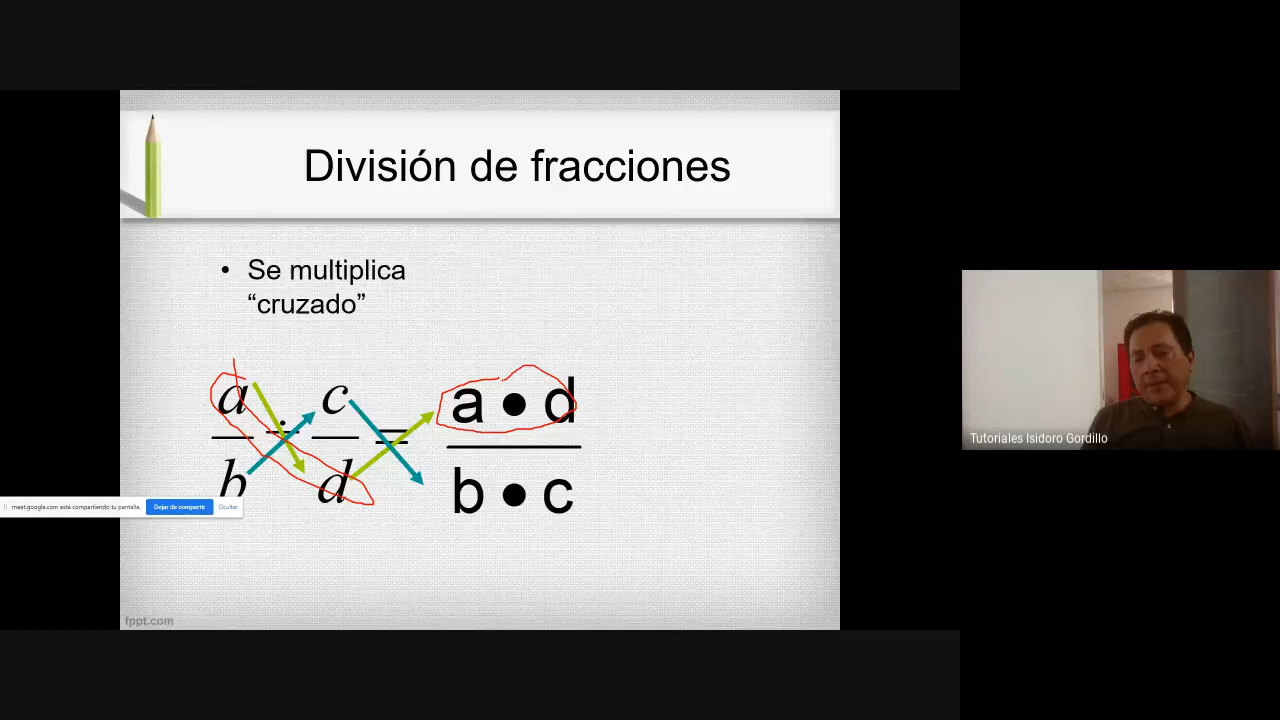 División de fracciones
• Se multiplica
“cruzado”
a c a • d
÷ =
b d b • c
meet.google.com está compartiendo tu pantalla. Dejar de compartir Ocultar
Tutoriales Isidoro Gordillo
fppt.com